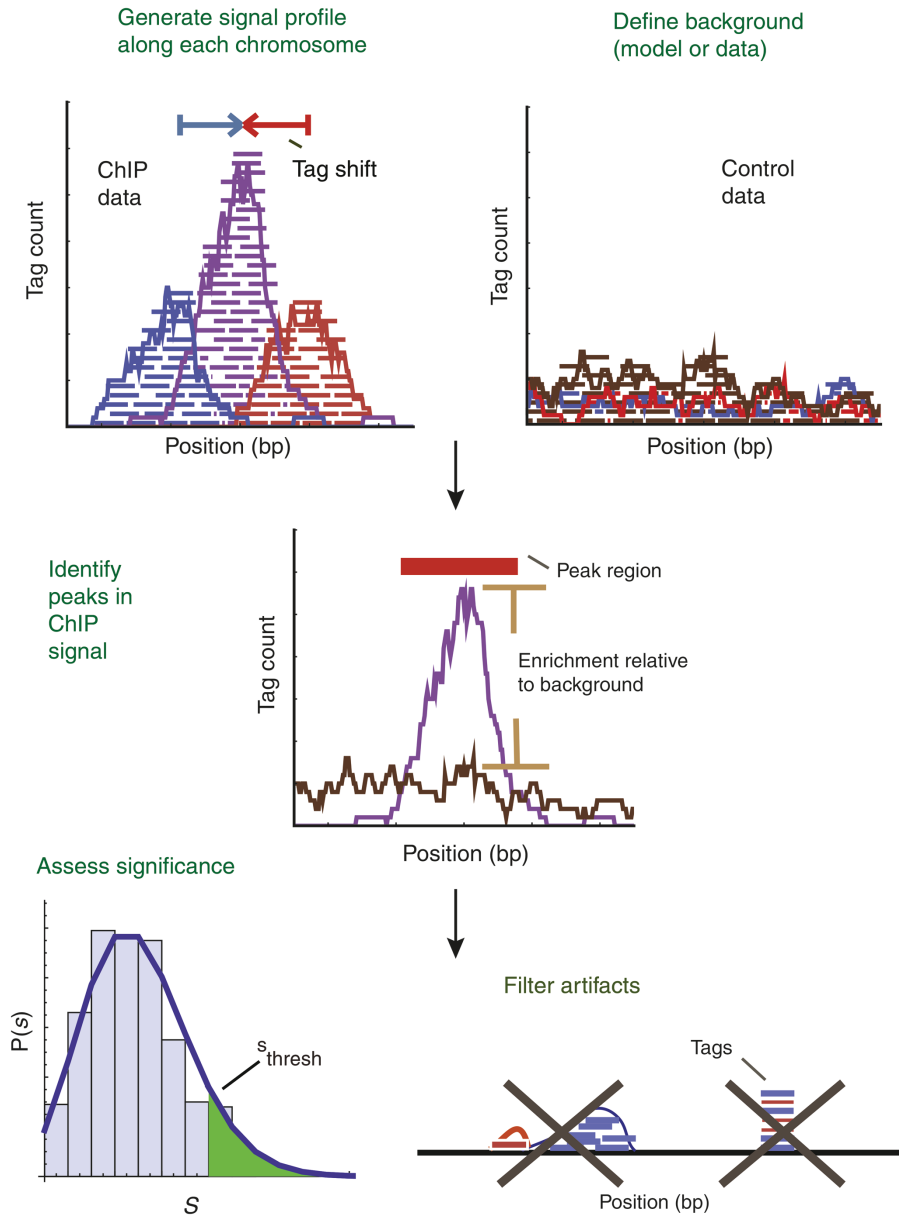 Generate signal profile
along each chromosome
Define background
(model or data)
ChIP
data
Tag shift
Tag count
Position (bp)
Control
data
Tag count
Position (bp)
Identify
peaks in
ChIP
signal
Peak region
Enrichment relative
to background
Tag count
Position (bp)
Assess significance
P(s)
s thresh
S
Filter artifacts
Tags
Position (bp)